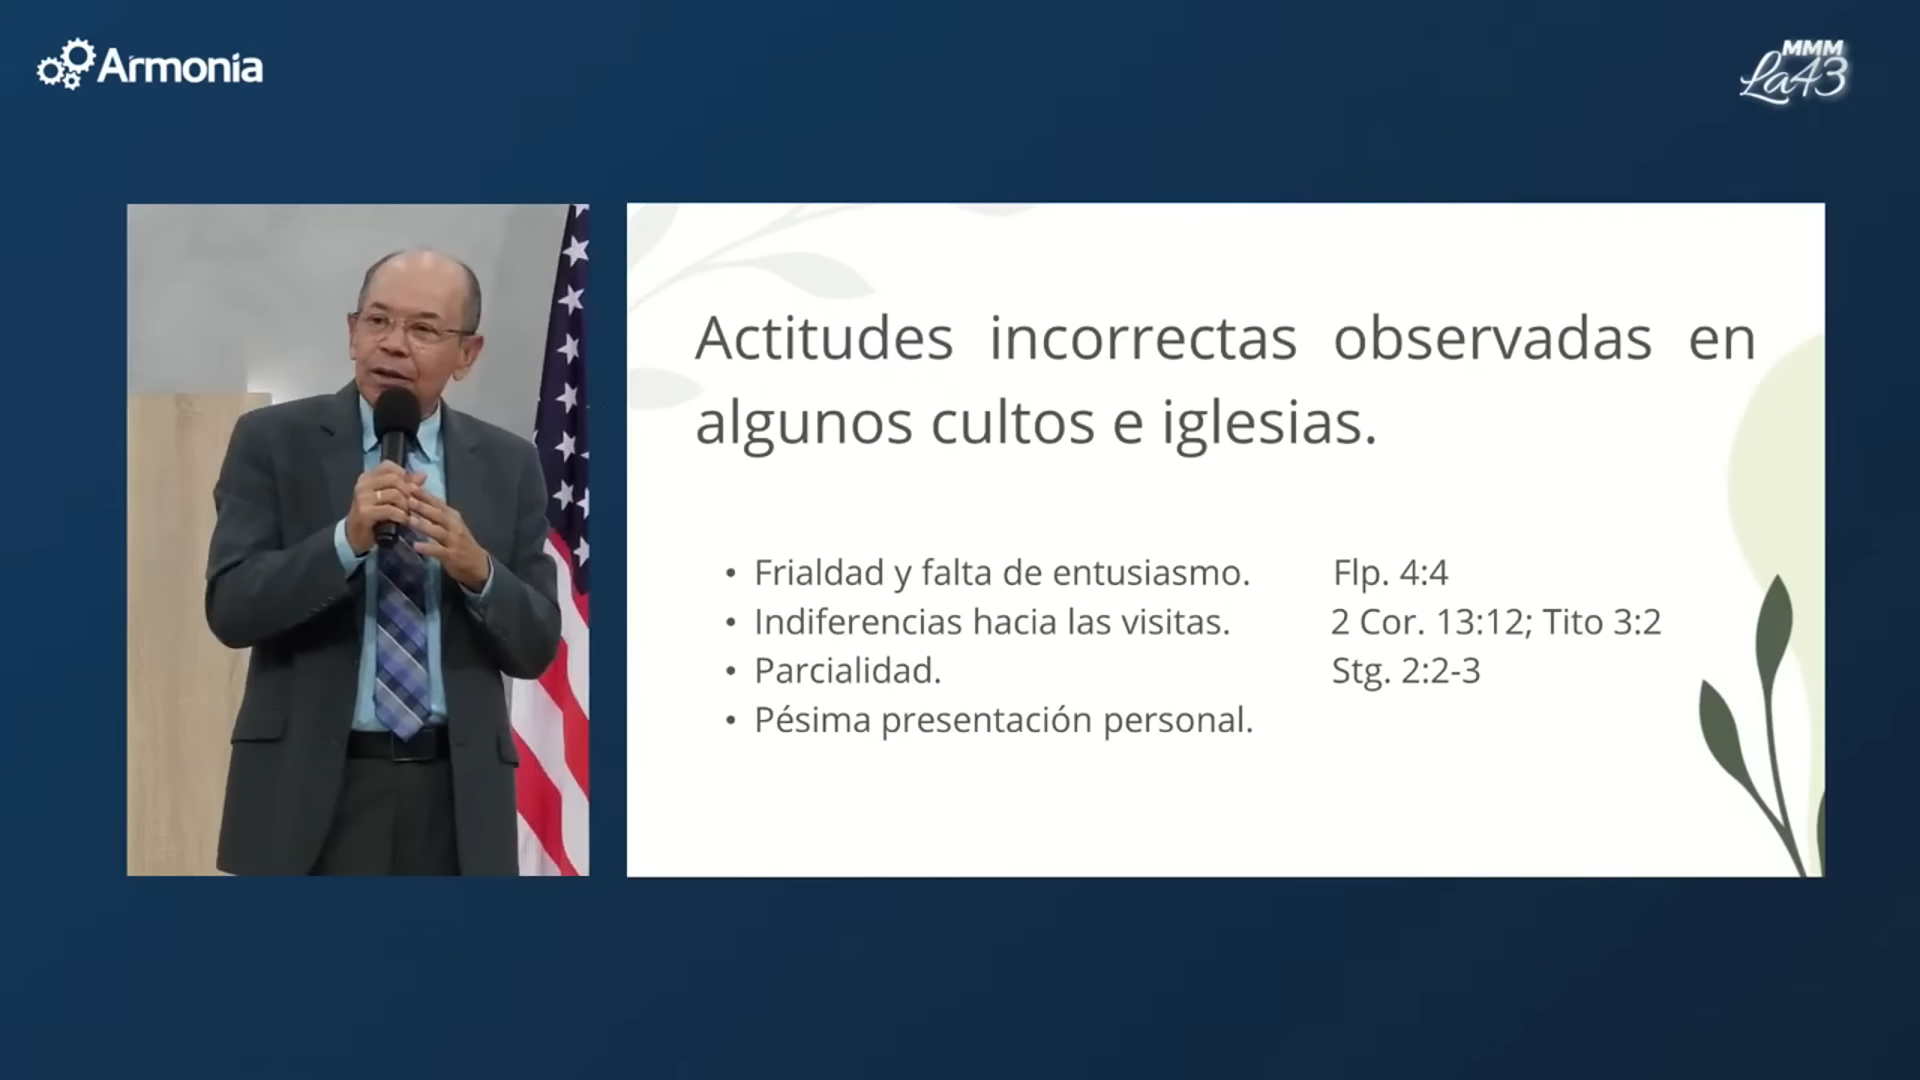 Armonía
MMM
La43
Actitudes incorrectas observadas en
algunos cultos e iglesias.
• Frialdad y falta de entusiasmo. Flp. 4:4
• Indiferencias hacia las visitas. 2 Cor. 13:12; Tito 3:2
• Parcialidad. Stg. 2:2-3
• Pésima presentación personal.